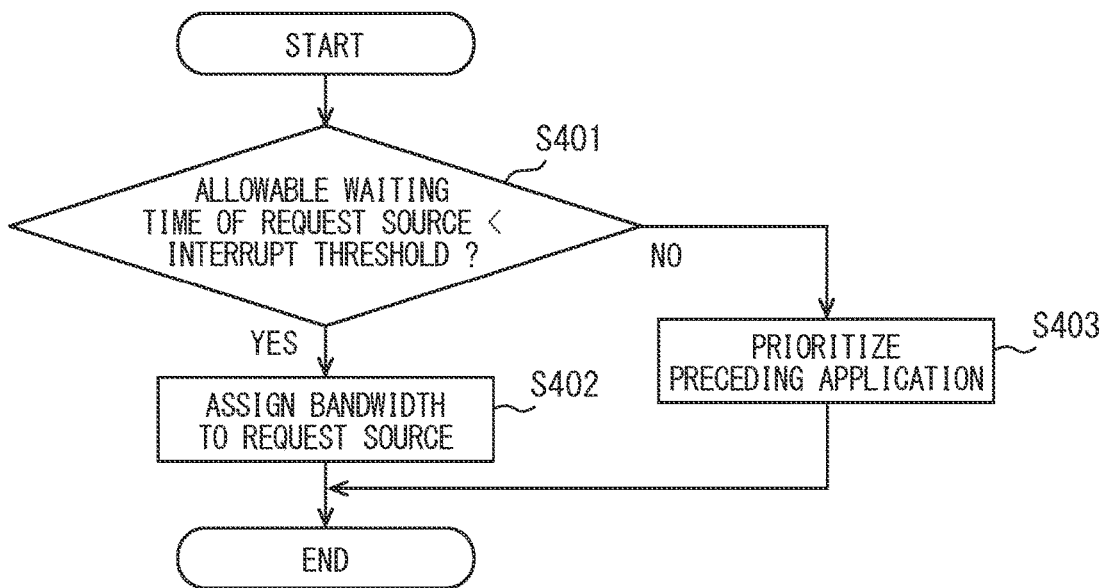 START
S401
ALLOWABLE WAITING
TIME OF REQUEST SOURCE <
INTERRUPT THRESHOLD ?
NO
YES
S403
PRIORITIZE
PRECEDING APPLICATION
S402
ASSIGN BANDWIDTH
TO REQUEST SOURCE
END